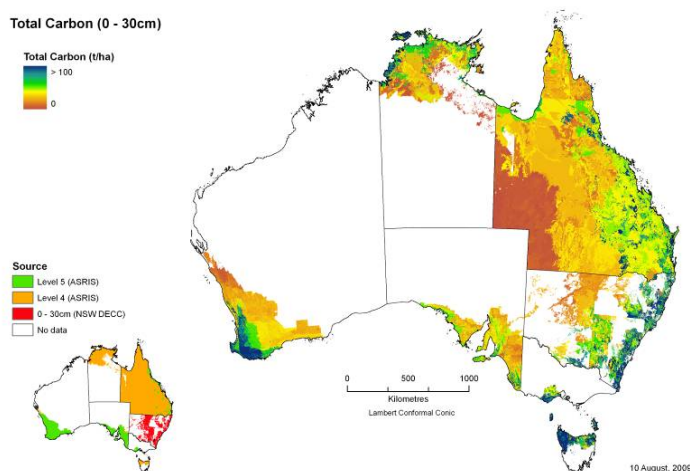 Total Carbon (0 - 30cm)
Total Carbon (t/ha)
> 100
0
Source
Level 5 (ASRIS)
Level 4 (ASRIS)
0 - 30cm (NSW DECC)
No data
0 500 1000
Kilometres
Lambert Conformal Conic
10 August, 2009